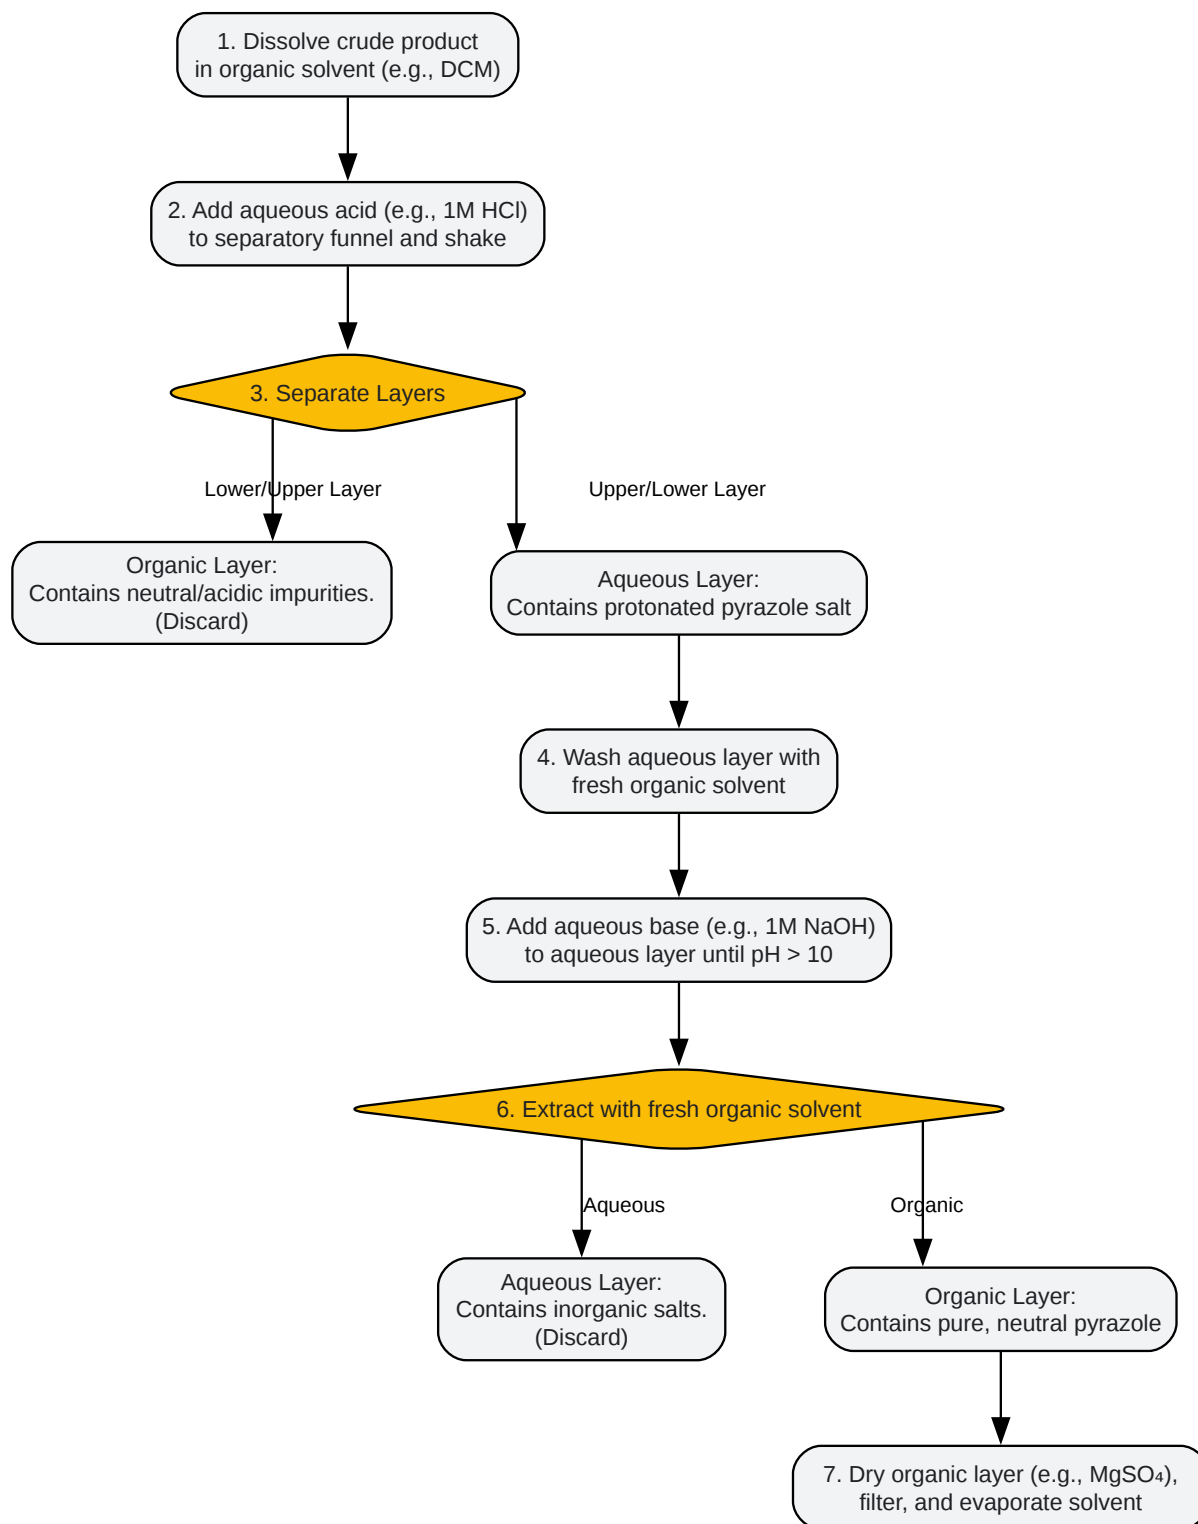 1. Dissolve crude product
in organic solvent (e.g., DCM)
2. Add aqueous acid (e.g., 1M HCl)
to separatory funnel and shake
3. Separate Layers
Lower/Upper Layer
Upper/Lower Layer
Organic Layer:
Contains neutral/acidic impurities.
(Discard)
Aqueous Layer:
Contains protonated pyrazole salt
4. Wash aqueous layer with
fresh organic solvent
5. Add aqueous base (e.g., 1M NaOH)
to aqueous layer until pH > 10
6. Extract with fresh organic solvent
Aqueous
Organic
Aqueous Layer:
Contains inorganic salts.
(Discard)
Organic Layer:
Contains pure, neutral pyrazole
7. Dry organic layer (e.g., MgSO₄),
filter, and evaporate solvent